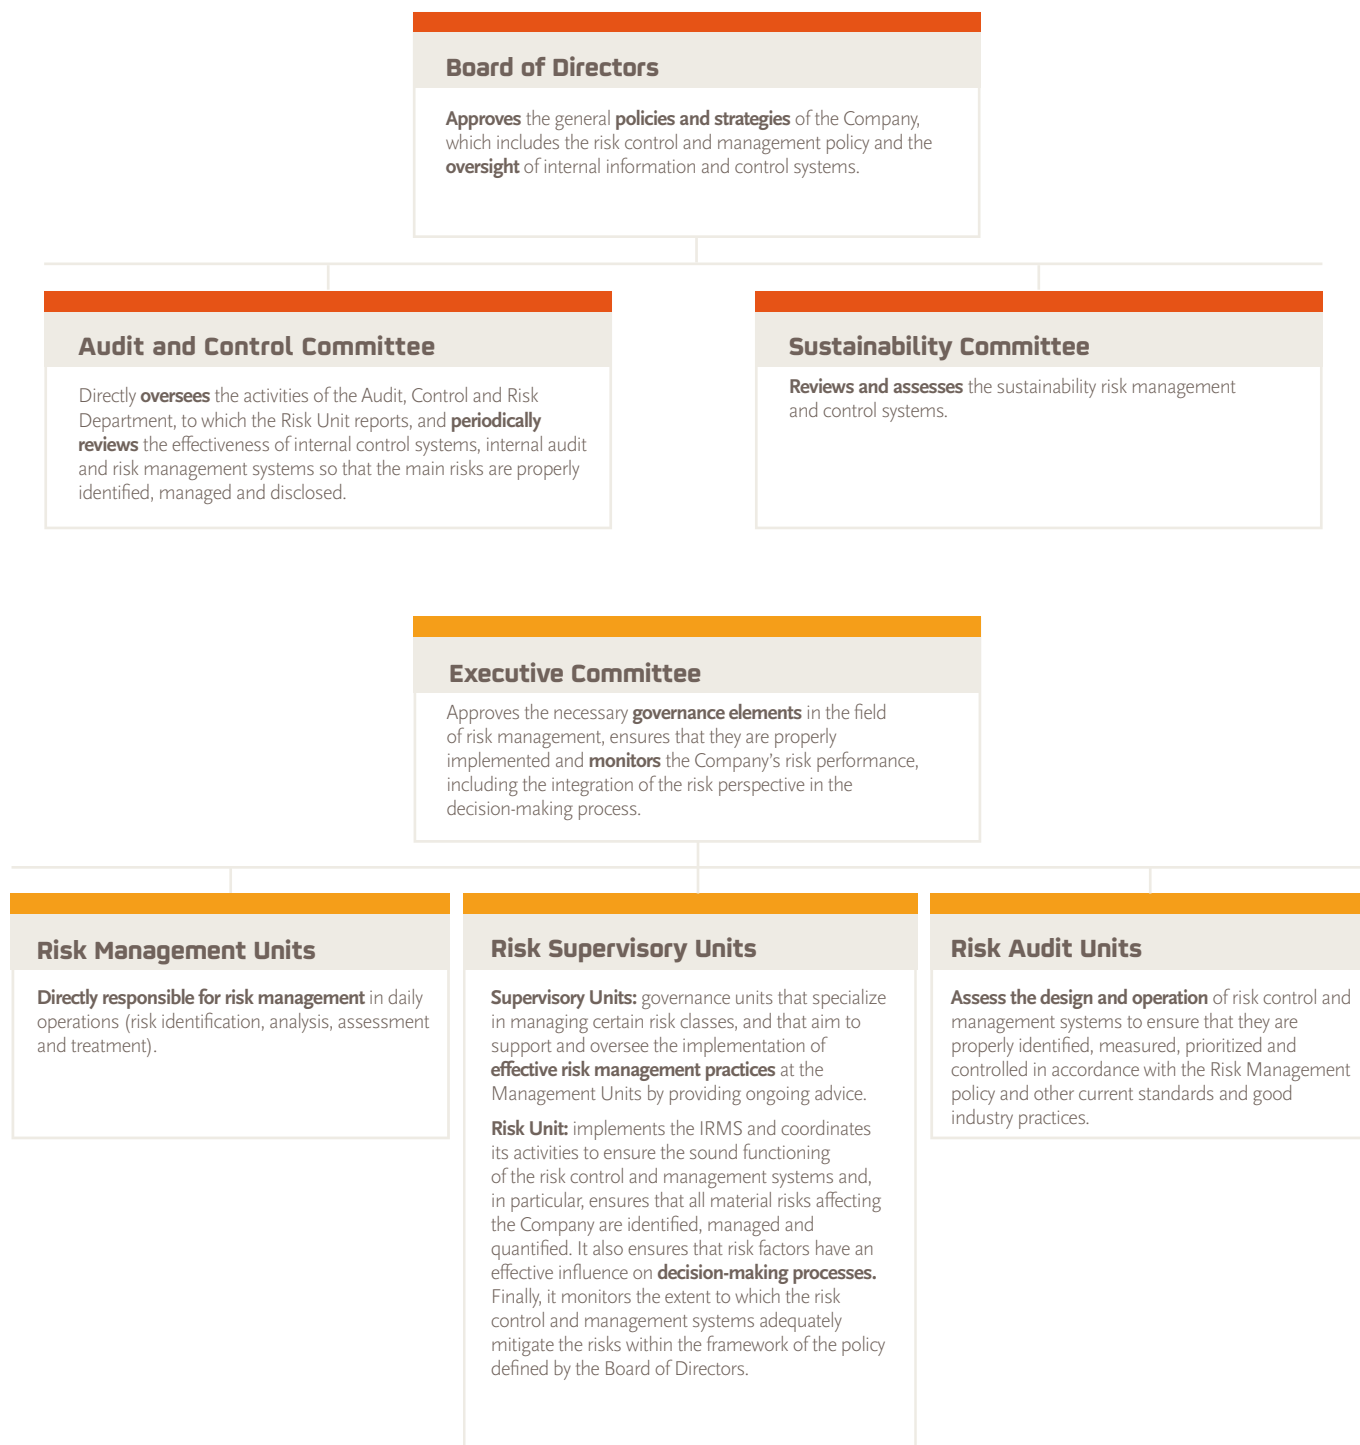 Board of Directors
Approves the general policies and strategies of the Company,
which includes the risk control and management policy and the
oversight of internal information and control systems.
Audit and Control Committee
Directly oversees the activities of the Audit, Control and Risk
Department, to which the Risk Unit reports, and periodically
reviews the effectiveness of internal control systems, internal audit
and risk management systems so that the main risks are properly
identified, managed and disclosed.
Sustainability Committee
Reviews and assesses the sustainability risk management
and control systems.
Executive Committee
Approves the necessary governance elements in the field
of risk management, ensures that they are properly
implemented and monitors the Company's risk performance,
including the integration of the risk perspective in the
decision-making process.
Risk Management Units
Directly responsible for risk management in daily
operations (risk identification, analysis, assessment
and treatment).
Risk Supervisory Units
Supervisory Units: governance units that specialize
in managing certain risk classes, and that aim to
support and oversee the implementation of
effective risk management practices at the
Management Units by providing ongoing advice.
Risk Unit: implements the IRMS and coordinates
its activities to ensure the sound functioning
of the risk control and management systems and,
in particular, ensures that all material risks affecting
the Company are identified, managed and
quantified. It also ensures that risk factors have an
effective influence on decision-making processes.
Finally, it monitors the extent to which the risk
control and management systems adequately
mitigate the risks within the framework of the policy
defined by the Board of Directors.
Risk Audit Units
Assess the design and operation of risk control and
management systems to ensure that they are
properly identified, measured, prioritized and
controlled in accordance with the Risk Management
policy and other current standards and good
industry practices.